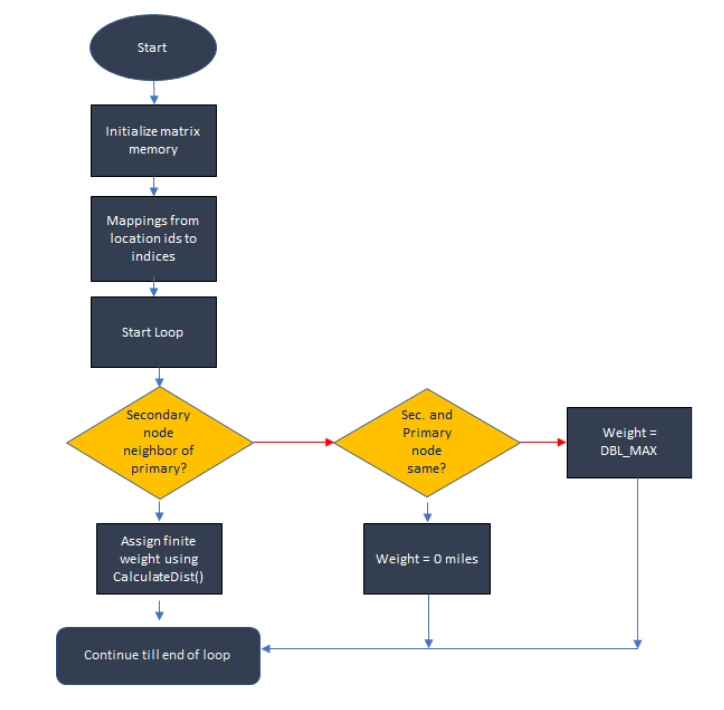 Start
Initialize matrix
memory
Mappings from
location ids to
indices
Start Loop
Secondary
node
neighbor of
primary?
Sec. and
Primary
node
same?
Weight =
DBL_MAX
Assign finite
weight using
CalculateDist()
Weight = 0 miles
Continue till end of loop